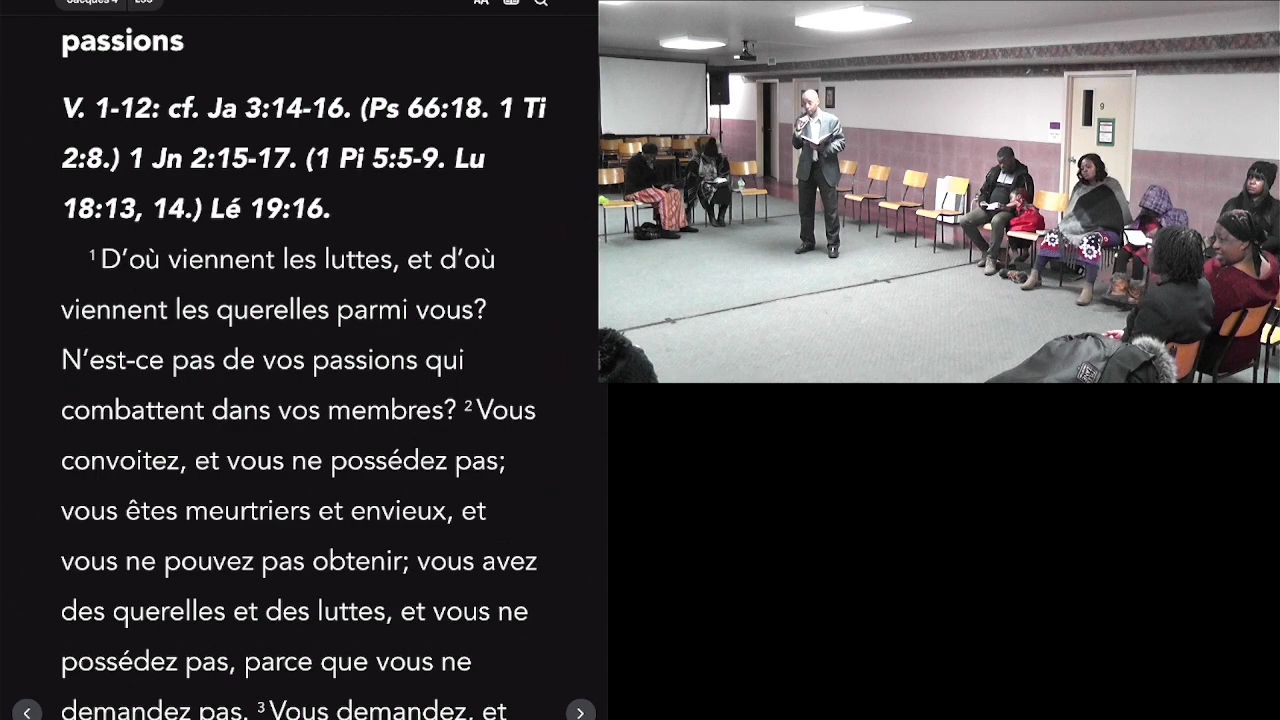 Jacques 4 LSG
AA
passions
V. 1-12: cf. Ja 3:14-16. (Ps 66:18. 1 Ti
2:8.) 1 Jn 2:15-17. (1 Pi 5:5-9. Lu
18:13, 14.) Lé 19:16.
1 D’où viennent les luttes, et d’où
viennent les querelles parmi vous?
N’est-ce pas de vos passions qui
combattent dans vos membres? 2 Vous
convoitez, et vous ne possédez pas;
vous êtes meurtriers et envieux, et
vous ne pouvez pas obtenir; vous avez
des querelles et des luttes, et vous ne
possédez pas, parce que vous ne
demandez pas. 3 Vous demandez, et
9